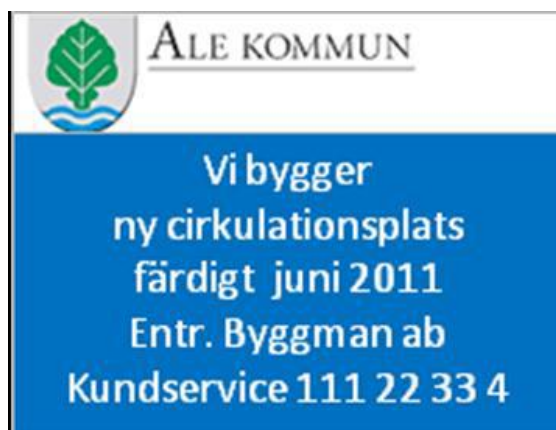 ALE KOMMUN
Vi bygger
ny cirkulationsplats
färdigt juni 2011
Entr. Byggman ab
Kundservice 111 22 33 4